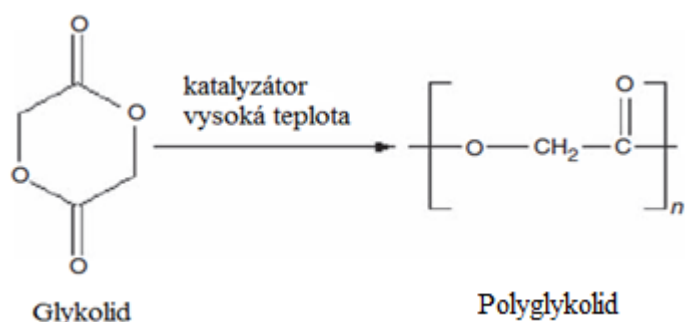 O
O
O
O
katalyzátor
vysoká teplota
O
O CH₂ C
n
Glykolid
Polyglykolid